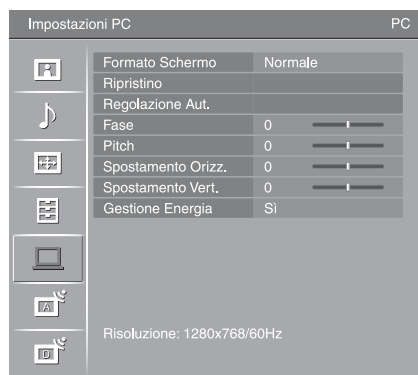 Impostazioni PC PC
Formato Schermo Normale
Ripristino
Regolazione Aut.
Fase 0
Pitch 0
Spostamento Orizz. 0
Spostamento Vert. 0
Gestione Energia Sì
A
D
Risoluzione: 1280x768/60Hz